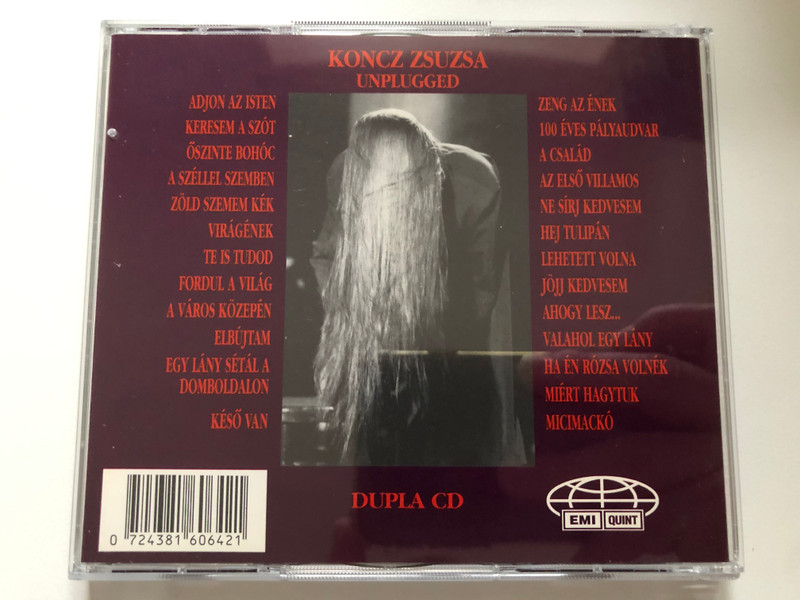 KONCZ ZSUZSA
UNPLUGGED
ADJON AZ ISTEN
KERESEM A SZÓT
ŐSZINTE BOHÓC
A SZÉLLEL SZEMBEN
ZÖLD SZEMEM KÉK
VIRÁGÉNEK
TE IS TUDOD
FORDUL A VILÁG
A VÁROS KÖZEPÉN
ELBÚJTAM
EGY LÁNY SÉTÁL A
DOMBOLDALON
KÉSŐ VAN
ZENG AZ ÉNEK
100 ÉVES PÁLYAUDVAR
A CSALÁD
AZ ELSŐ VILLAMOS
NE SÍRJ KEDVESEM
HEJ TULIPÁN
LEHETETT VOLNA
JÖJJ KEDVESEM
AHOGY LESZ...
VALAHOL EGY LÁNY
HA ÉN RÓZSA VOLNÉK
MIÉRT HAGYTUK
MICIMACKÓ
DUPLA CD
0 724381 606421
EMI QUINT